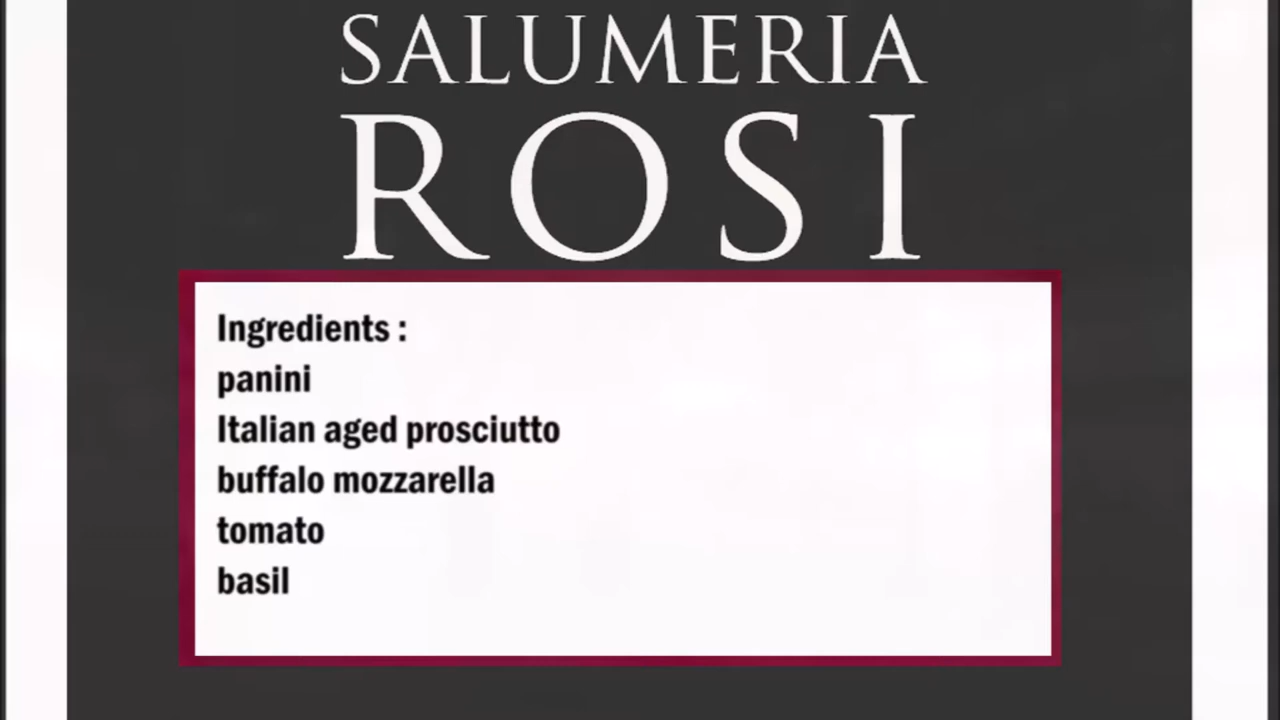 SALUMERIA
ROSI
Ingredients :
panini
Italian aged prosciutto
buffalo mozzarella
tomato
basil